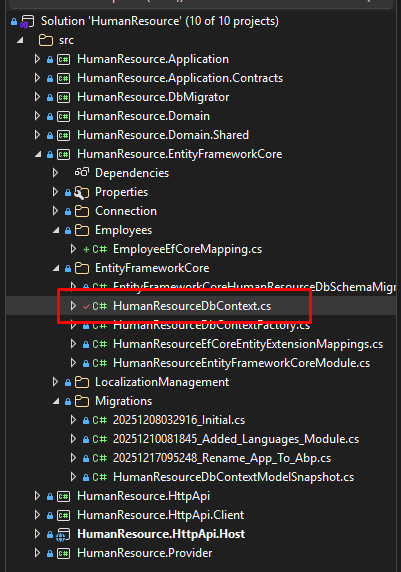 Solution 'HumanResource' (10 of 10 projects)
src
HumanResource.Application
HumanResource.Application.Contracts
HumanResource.DbMigrator
HumanResource.Domain
HumanResource.Domain.Shared
HumanResource.EntityFrameworkCore
Dependencies
Properties
Connection
Employees
C# EmployeeEfCoreMapping.cs
EntityFrameworkCore
C# EntityFrameworkCoreHumanResourceDbSchemaMigr
C# HumanResourceDbContext.cs
C# HumanResourceDbContextFactory.cs
C# HumanResourceEfCoreEntityExtensionMappings.cs
C# HumanResourceEntityFrameworkCoreModule.cs
LocalizationManagement
Migrations
C# 20251208032916_Initial.cs
C# 20251210081845_Added_Languages_Module.cs
C# 20251217095248_Rename_App_To_Abp.cs
C# HumanResourceDbContextModelSnapshot.cs
HumanResource.HttpApi
HumanResource.HttpApi.Client
HumanResource.HttpApi.Host
HumanResource.Provider